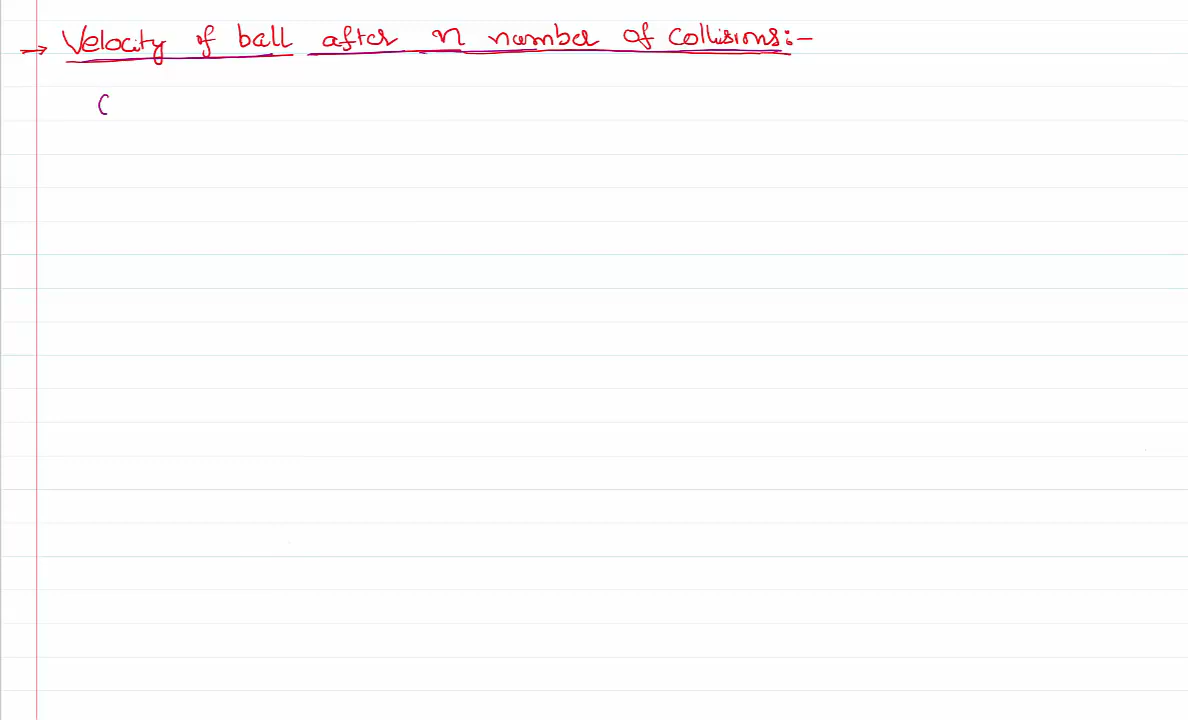 → Velocity of ball after n number of collisions:-
(